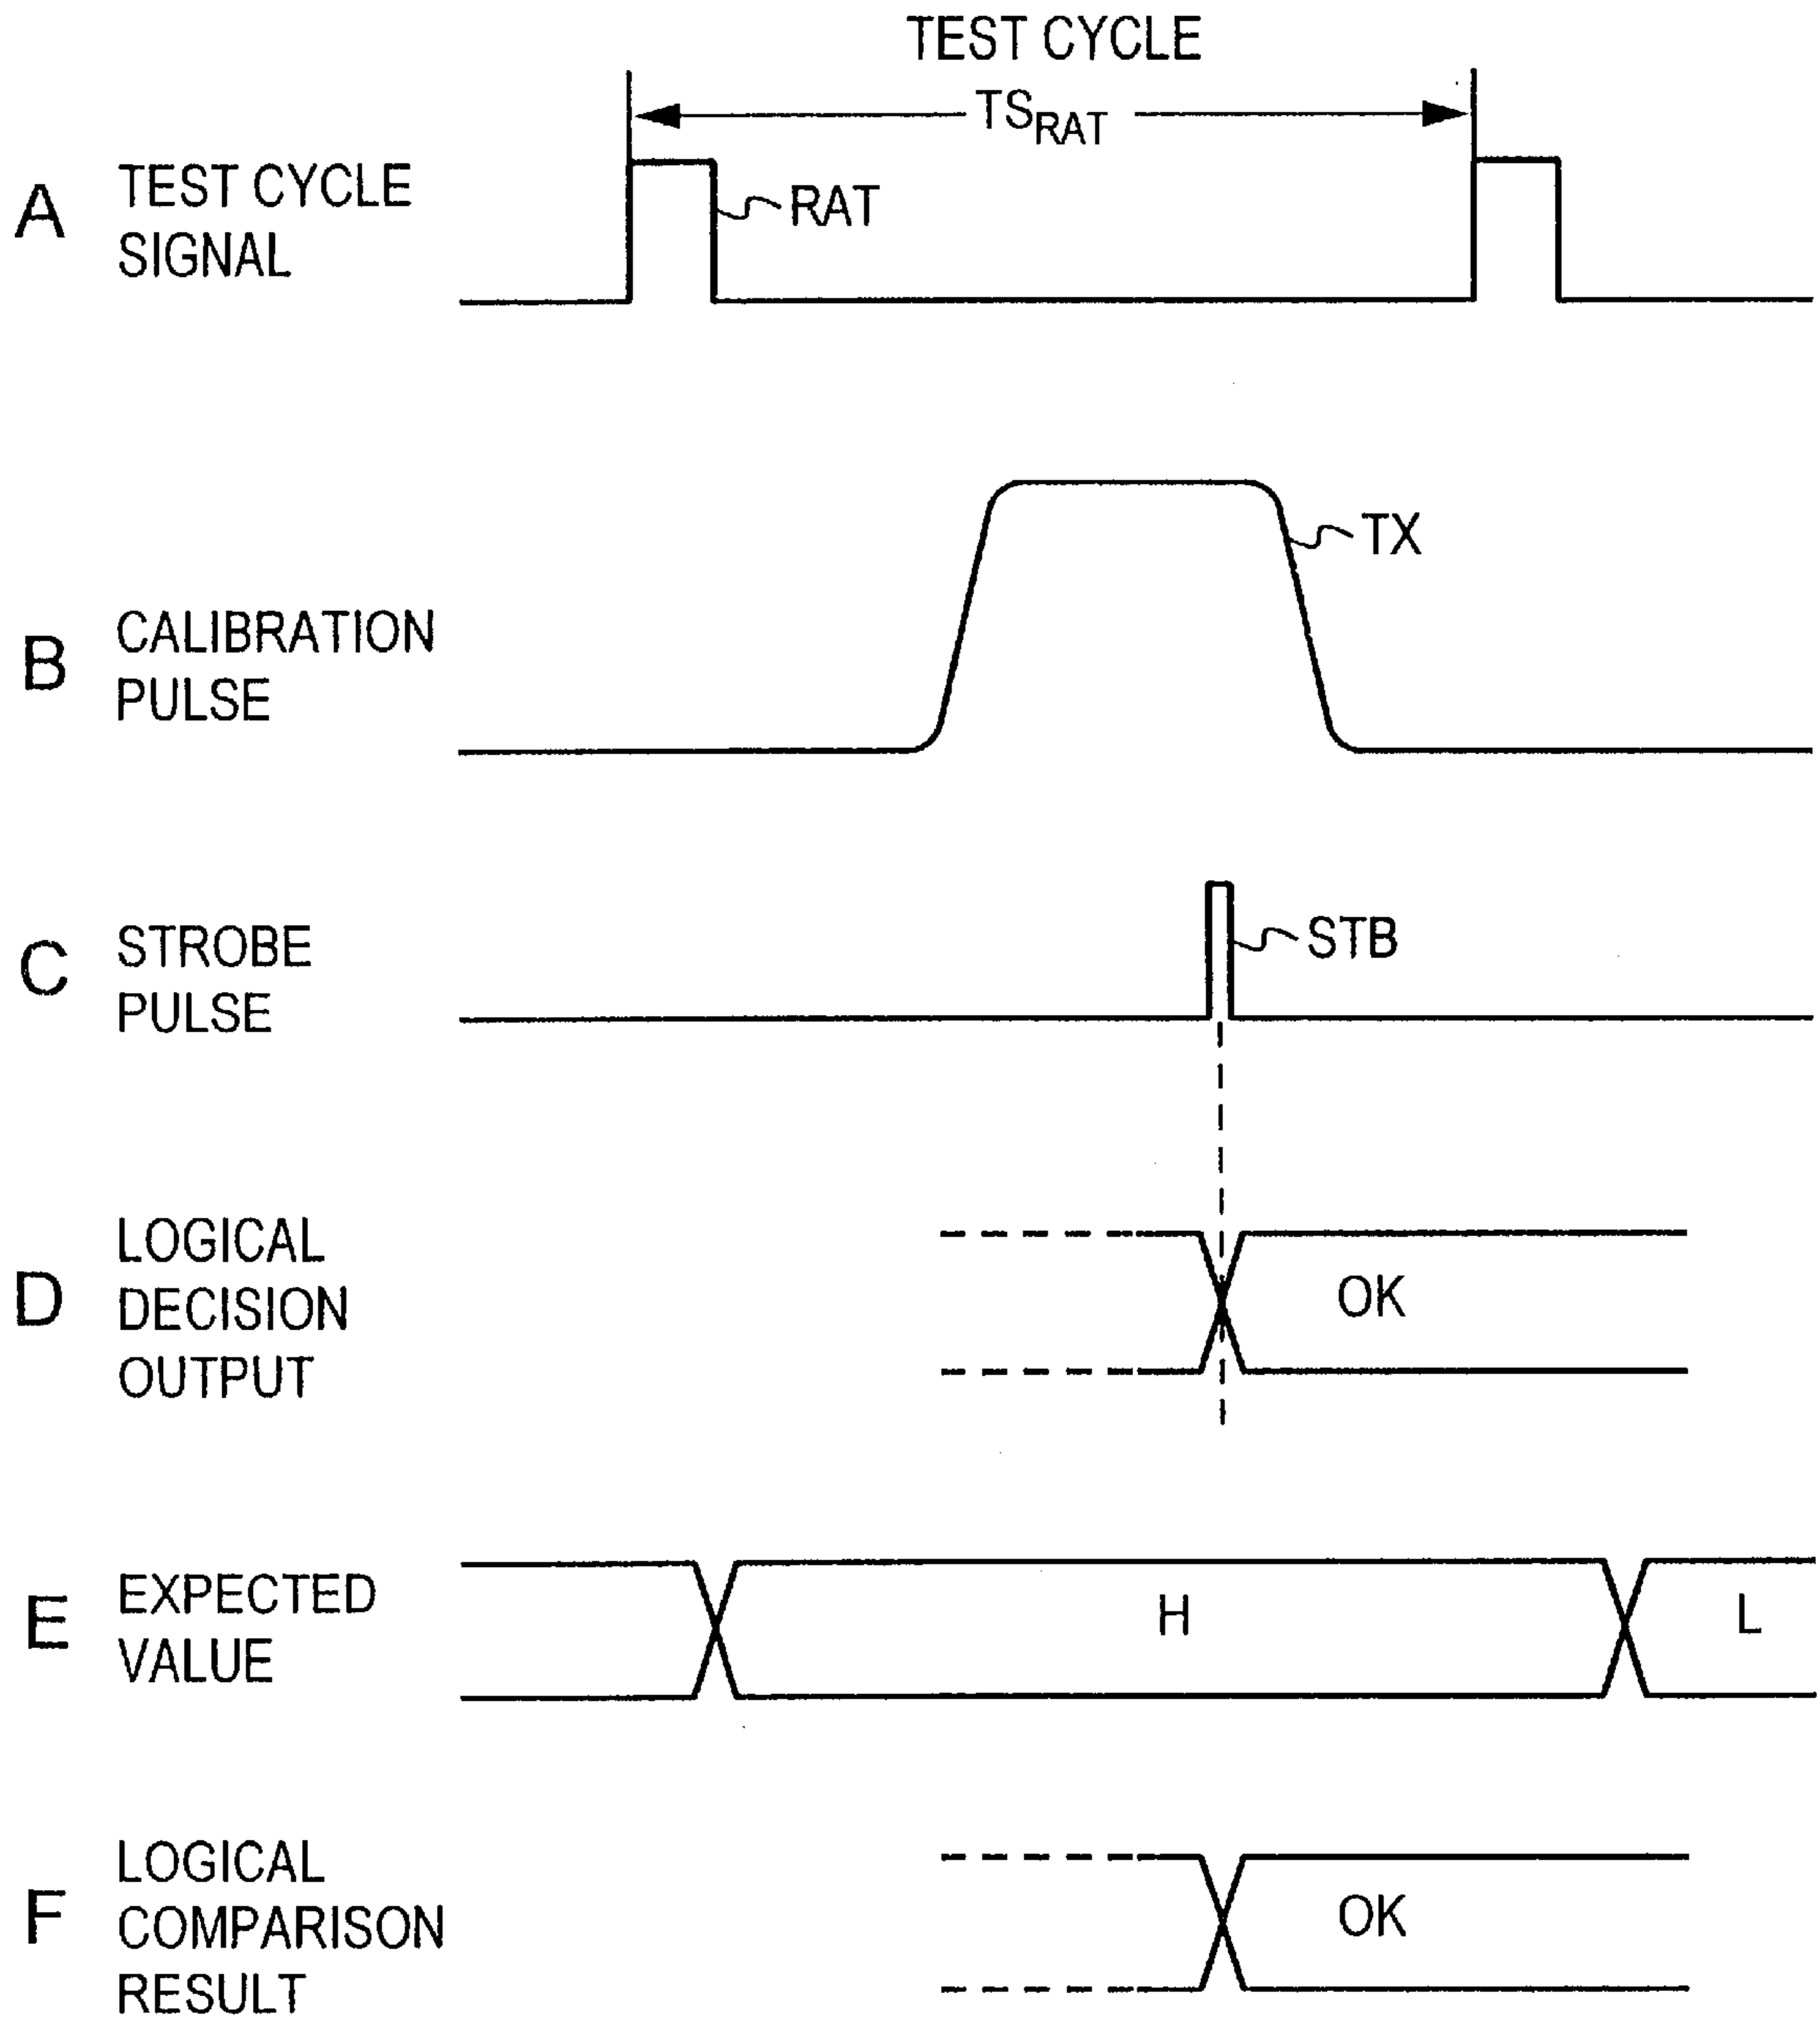 TEST CYCLE
TS_RAT
A TEST CYCLE
SIGNAL
RAT
B CALIBRATION
PULSE
TX
C STROBE
PULSE
STB
D LOGICAL
DECISION
OUTPUT
OK
E EXPECTED
VALUE
H
L
F LOGICAL
COMPARISON
RESULT
OK